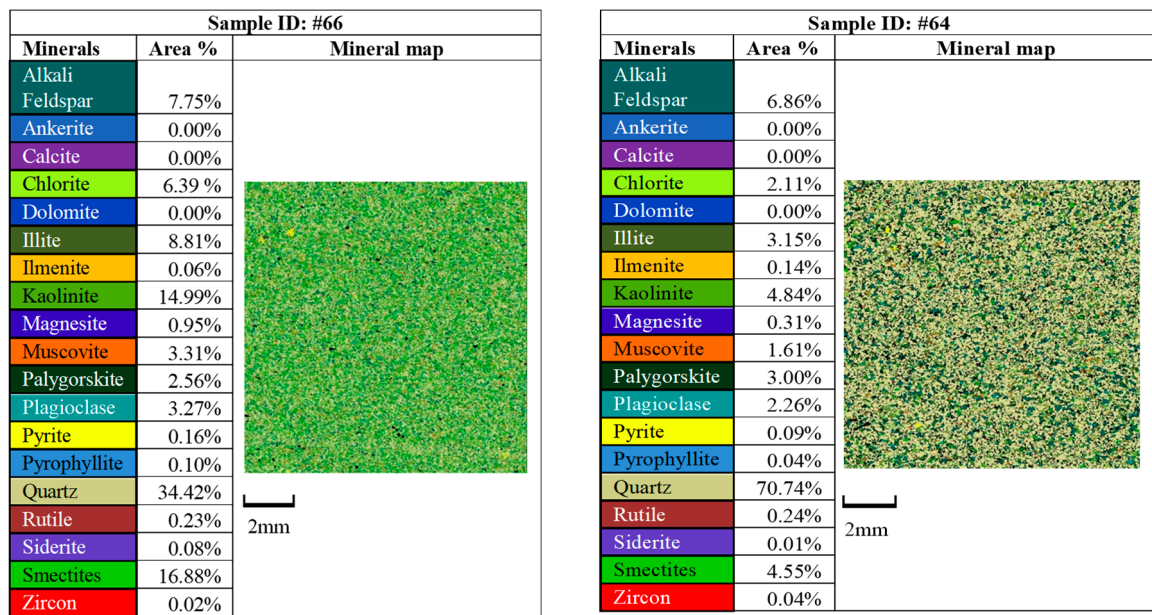 Sample ID: #66
Minerals Area % Mineral map
Alkali
Feldspar 7.75%
Ankerite 0.00%
Calcite 0.00%
Chlorite 6.39 %
Dolomite 0.00%
Illite 8.81%
Ilmenite 0.06%
Kaolinite 14.99%
Magnesite 0.95%
Muscovite 3.31%
Palygorskite 2.56%
Plagioclase 3.27%
Pyrite 0.16%
Pyrophyllite 0.10%
Quartz 34.42%
Rutile 0.23%
Siderite 0.08%
Smectites 16.88%
Zircon 0.02%
2mm
Sample ID: #64
Minerals Area % Mineral map
Alkali
Feldspar 6.86%
Ankerite 0.00%
Calcite 0.00%
Chlorite 2.11%
Dolomite 0.00%
Illite 3.15%
Ilmenite 0.14%
Kaolinite 4.84%
Magnesite 0.31%
Muscovite 1.61%
Palygorskite 3.00%
Plagioclase 2.26%
Pyrite 0.09%
Pyrophyllite 0.04%
Quartz 70.74%
Rutile 0.24%
Siderite 0.01%
Smectites 4.55%
Zircon 0.04%
2mm